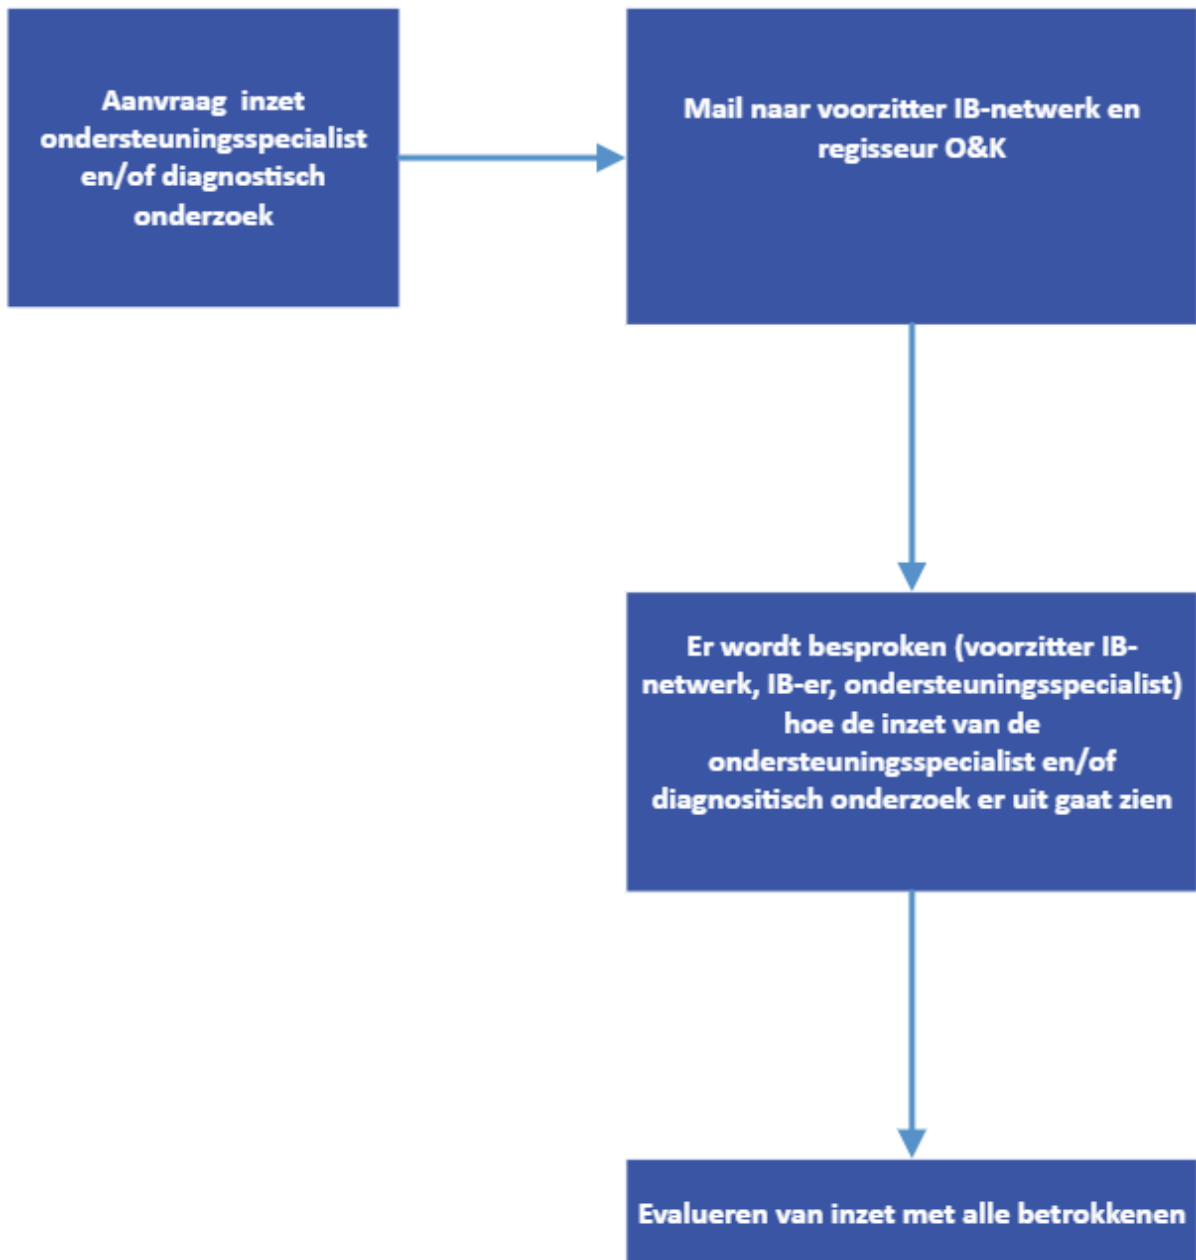 Aanvraag inzet
ondersteuningsspecialist
en/of diagnostisch
onderzoek
Mail naar voorzitter IB-netwerk en
regisseur O&K
Er wordt besproken (voorzitter IB-
netwerk, IB-er, ondersteuningsspecialist)
hoe de inzet van de
ondersteuningsspecialist en/of
diagnositisch onderzoek er uit gaat zien
Evalueren van inzet met alle betrokkenen